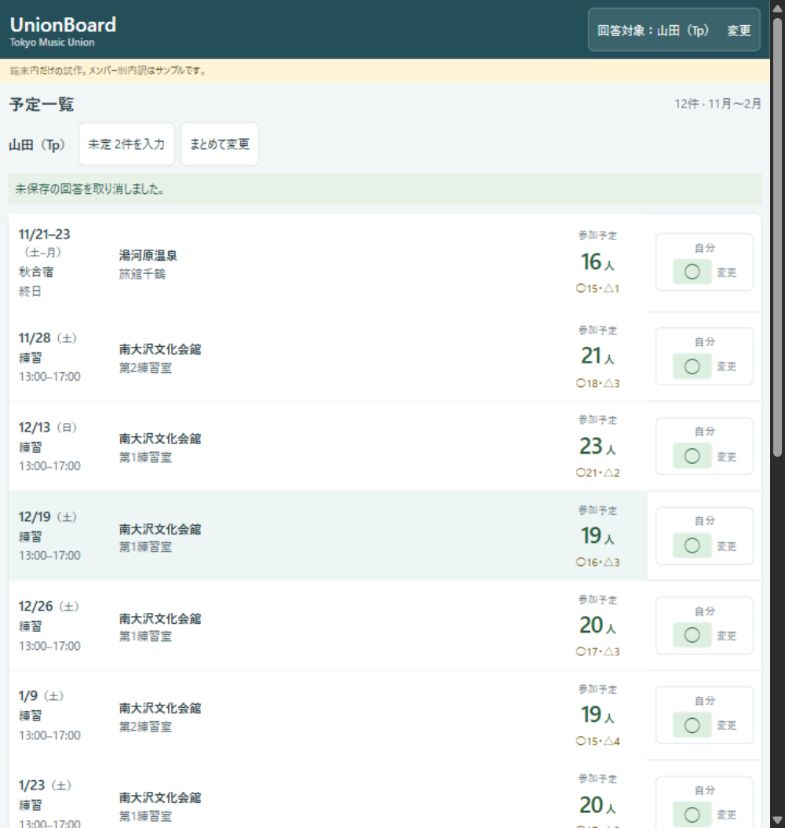 UnionBoard
Tokyo Music Union
回答対象：山田（Tp） 変更
端末内だけの試作。メンバー別内訳はサンプルです。
予定一覧
12件・11月〜2月
山田（Tp） 未定 2件を入力 まとめて変更
未保存の回答を取り消しました。
11/21–23
（土–月）
秋合宿
終日
湯河原温泉
旅館千鶴
参加予定
16人
○15・△1
自分
○ 変更
11/28（土）
練習
13:00–17:00
南大沢文化会館
第2練習室
参加予定
21人
○18・△3
自分
○ 変更
12/13（日）
練習
13:00–17:00
南大沢文化会館
第1練習室
参加予定
23人
○21・△2
自分
○ 変更
12/19（土）
練習
13:00–17:00
南大沢文化会館
第1練習室
参加予定
19人
○16・△3
自分
○ 変更
12/26（土）
練習
13:00–17:00
南大沢文化会館
第1練習室
参加予定
20人
○17・△3
自分
○ 変更
1/9（土）
練習
13:00–17:00
南大沢文化会館
第2練習室
参加予定
19人
○15・△4
自分
○ 変更
1/23（土）
練習
13:00–17:00
南大沢文化会館
第1練習室
参加予定
20人
自分
○ 変更